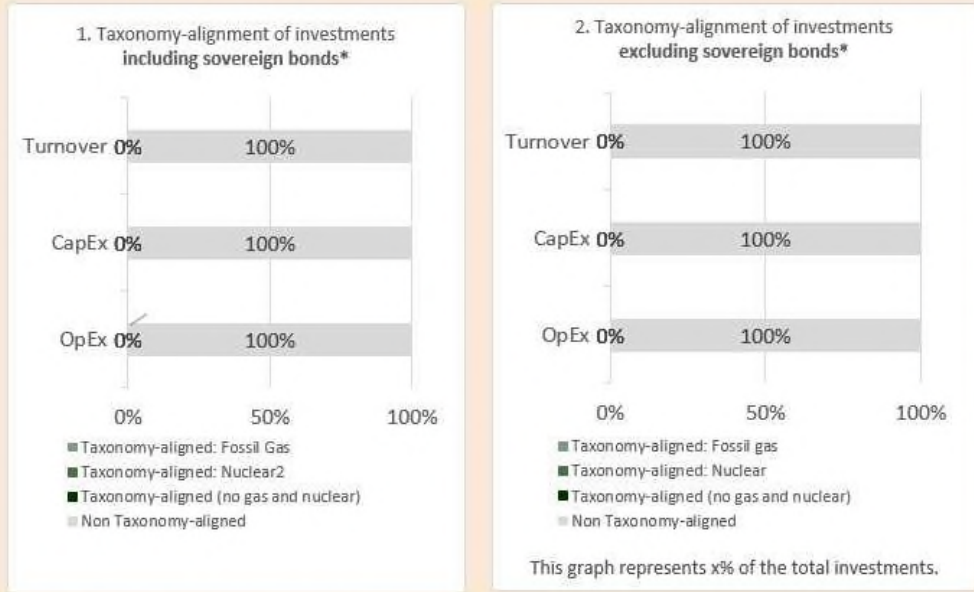 1. Taxonomy-alignment of investments
including sovereign bonds*
Turnover 0% 100%
CapEx 0% 100%
OpEx 0% 100%
0% 50% 100%
Taxonomy-aligned: Fossil Gas
Taxonomy-aligned: Nuclear2
Taxonomy-aligned (no gas and nuclear)
Non Taxonomy-aligned
2. Taxonomy-alignment of investments
excluding sovereign bonds*
Turnover 0% 100%
CapEx 0% 100%
OpEx 0% 100%
0% 50% 100%
Taxonomy-aligned: Fossil gas
Taxonomy-aligned: Nuclear
Taxonomy-aligned (no gas and nuclear)
Non Taxonomy-aligned
This graph represents x% of the total investments.